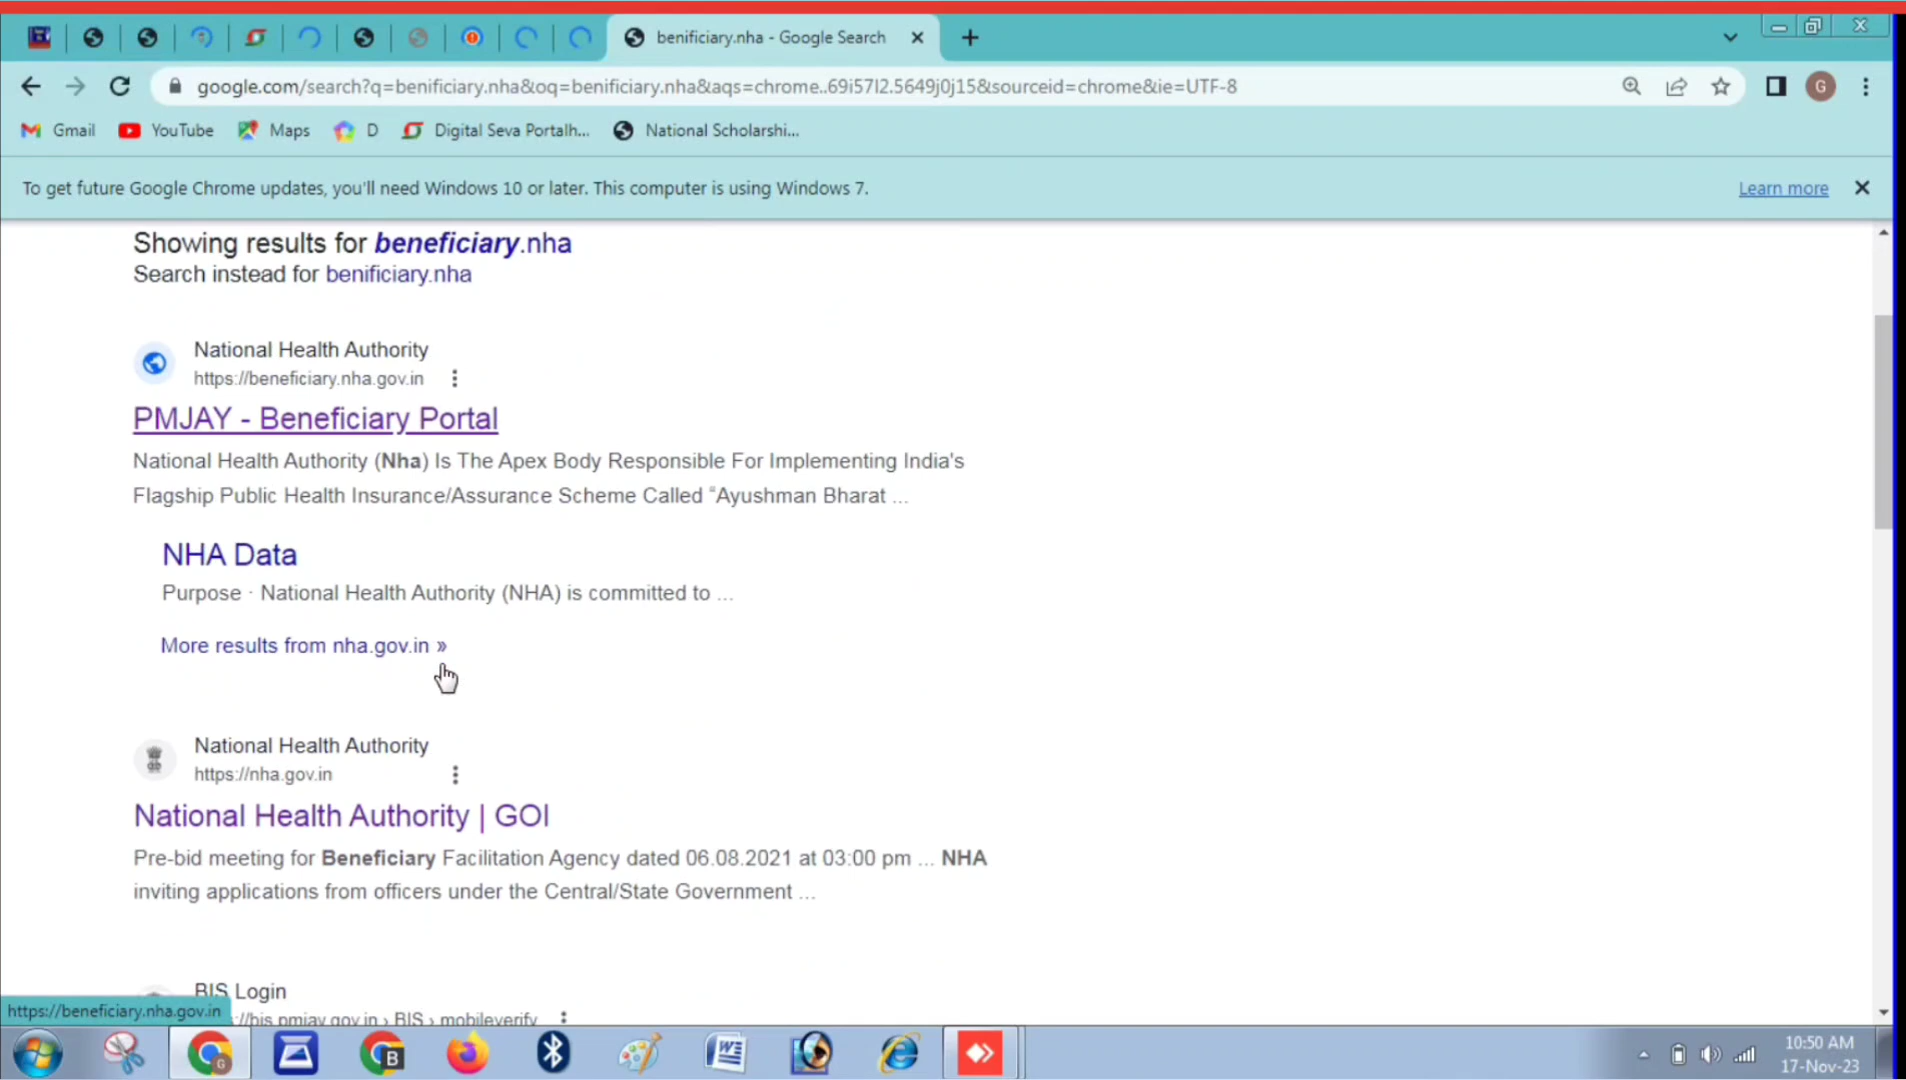 benificiary.nha - Google Search
google.com/search?q=benificiary.nha&oq=benificiary.nha&aqs=chrome..69i57l2.5649j0j15&sourceid=chrome&ie=UTF-8
G
Gmail YouTube Maps D Digital Seva Portalh... National Scholarshi...
To get future Google Chrome updates, you'll need Windows 10 or later. This computer is using Windows 7. Learn more
Showing results for beneficiary.nha
Search instead for benificiary.nha
National Health Authority
https://beneficiary.nha.gov.in
PMJAY - Beneficiary Portal
National Health Authority (Nha) Is The Apex Body Responsible For Implementing India's
Flagship Public Health Insurance/Assurance Scheme Called “Ayushman Bharat ...
NHA Data
Purpose · National Health Authority (NHA) is committed to ...
More results from nha.gov.in »
National Health Authority
https://nha.gov.in
National Health Authority | GOI
Pre-bid meeting for Beneficiary Facilitation Agency dated 06.08.2021 at 03:00 pm ... NHA
inviting applications from officers under the Central/State Government ...
BIS Login
https://beneficiary.nha.gov.in
://bis.pmjay.gov.in › BIS › mobileverify
G
B
10:50 AM
17-Nov-23